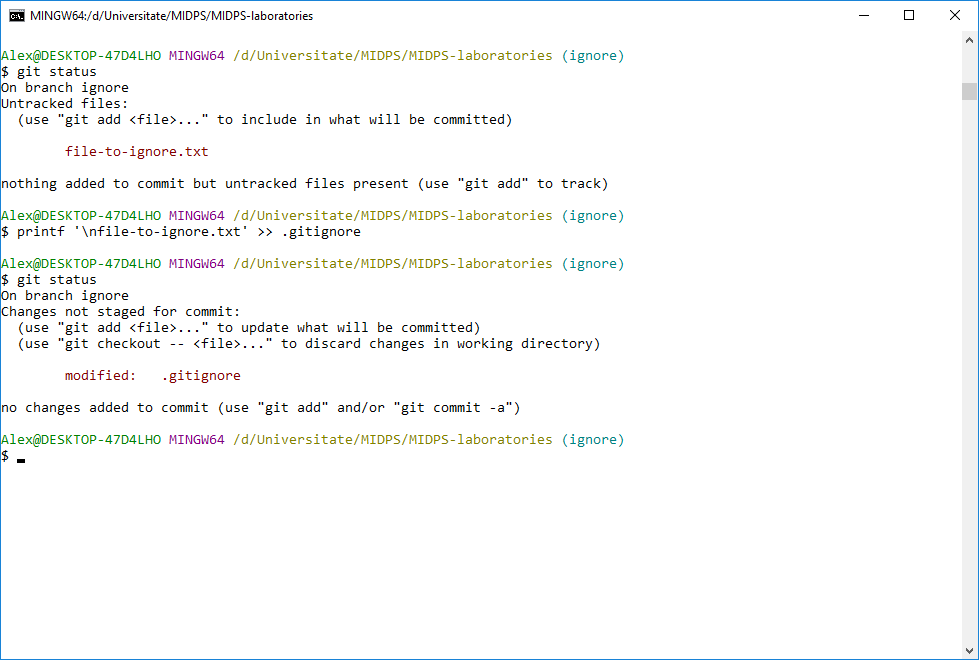 MINGW64:/d/Universitate/MIDPS/MIDPS-laboratories
Alex@DESKTOP-47D4LHO MINGW64 /d/Universitate/MIDPS/MIDPS-laboratories (ignore)
$ git status
On branch ignore
Untracked files:
  (use "git add <file>..." to include in what will be committed)
        file-to-ignore.txt
nothing added to commit but untracked files present (use "git add" to track)
Alex@DESKTOP-47D4LHO MINGW64 /d/Universitate/MIDPS/MIDPS-laboratories (ignore)
$ printf '\nfile-to-ignore.txt' >> .gitignore
Alex@DESKTOP-47D4LHO MINGW64 /d/Universitate/MIDPS/MIDPS-laboratories (ignore)
$ git status
On branch ignore
Changes not staged for commit:
  (use "git add <file>..." to update what will be committed)
  (use "git checkout -- <file>..." to discard changes in working directory)
        modified:   .gitignore
no changes added to commit (use "git add" and/or "git commit -a")
Alex@DESKTOP-47D4LHO MINGW64 /d/Universitate/MIDPS/MIDPS-laboratories (ignore)
$